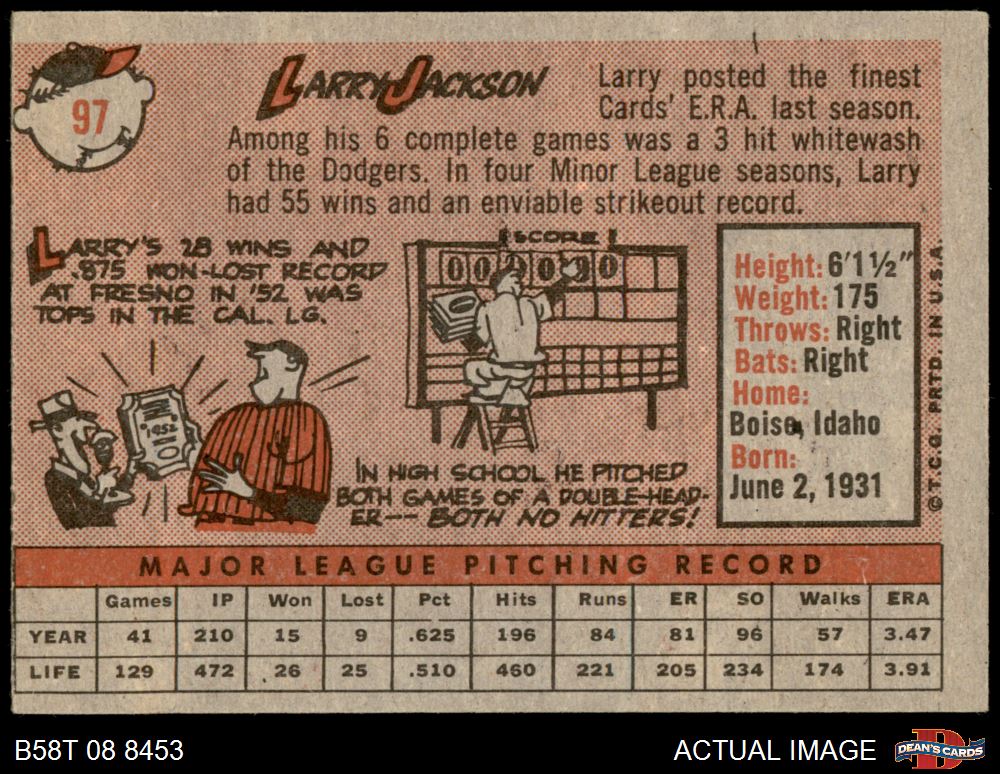 97
LARRY JACKSON
Larry posted the finest
Cards' E.R.A. last season.
Among his 6 complete games was a 3 hit whitewash
of the Dodgers. In four Minor League seasons, Larry
had 55 wins and an enviable strikeout record.
LARRY'S 28 WINS AND
.875 WON-LOST RECORD
AT FRESNO IN '52 WAS
TOPS IN THE CAL. LG.
1952
SCORE
IN HIGH SCHOOL HE PITCHED
BOTH GAMES OF A DOUBLE-HEAD-
ER-- BOTH NO HITTERS!
Height: 6'1½"
Weight: 175
Throws: Right
Bats: Right
Home:
Boise, Idaho
Born:
June 2, 1931
©T.C.G. PRTD. IN U.S.A.
MAJOR LEAGUE PITCHING RECORD
Games IP Won Lost Pct Hits Runs ER SO Walks ERA
YEAR 41 210 15 9 .625 196 84 81 96 57 3.47
LIFE 129 472 26 25 .510 460 221 205 234 174 3.91
B58T 08 8453
ACTUAL IMAGE
D
DEAN'S CARDS